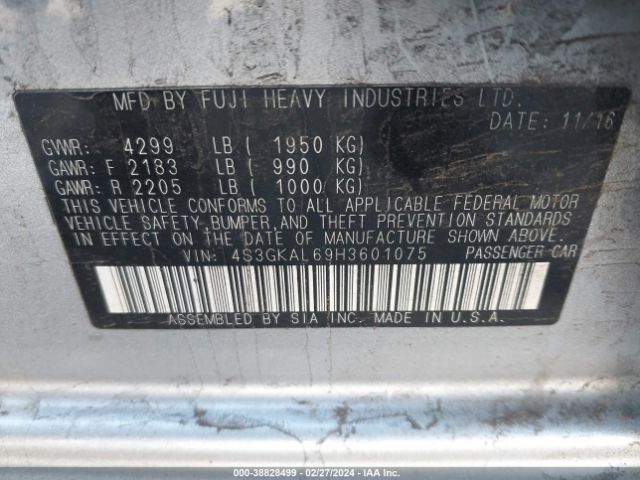 MFD BY FUJI HEAVY INDUSTRIES LTD.
DATE: 11/16
GVWR: 4299 LB ( 1950 KG)
GAWR: F 2183 LB ( 990 KG)
GAWR: R 2205 LB ( 1000 KG)
THIS VEHICLE CONFORMS TO ALL APPLICABLE FEDERAL MOTOR
VEHICLE SAFETY, BUMPER, AND THEFT PREVENTION STANDARDS
IN EFFECT ON THE DATE OF MANUFACTURE SHOWN ABOVE.
VIN: 4S3GKAL69H3601075 PASSENGER CAR
ASSEMBLED BY SIA INC. MADE IN U.S.A.
000-38828499 - 02/27/2024 - IAA Inc.